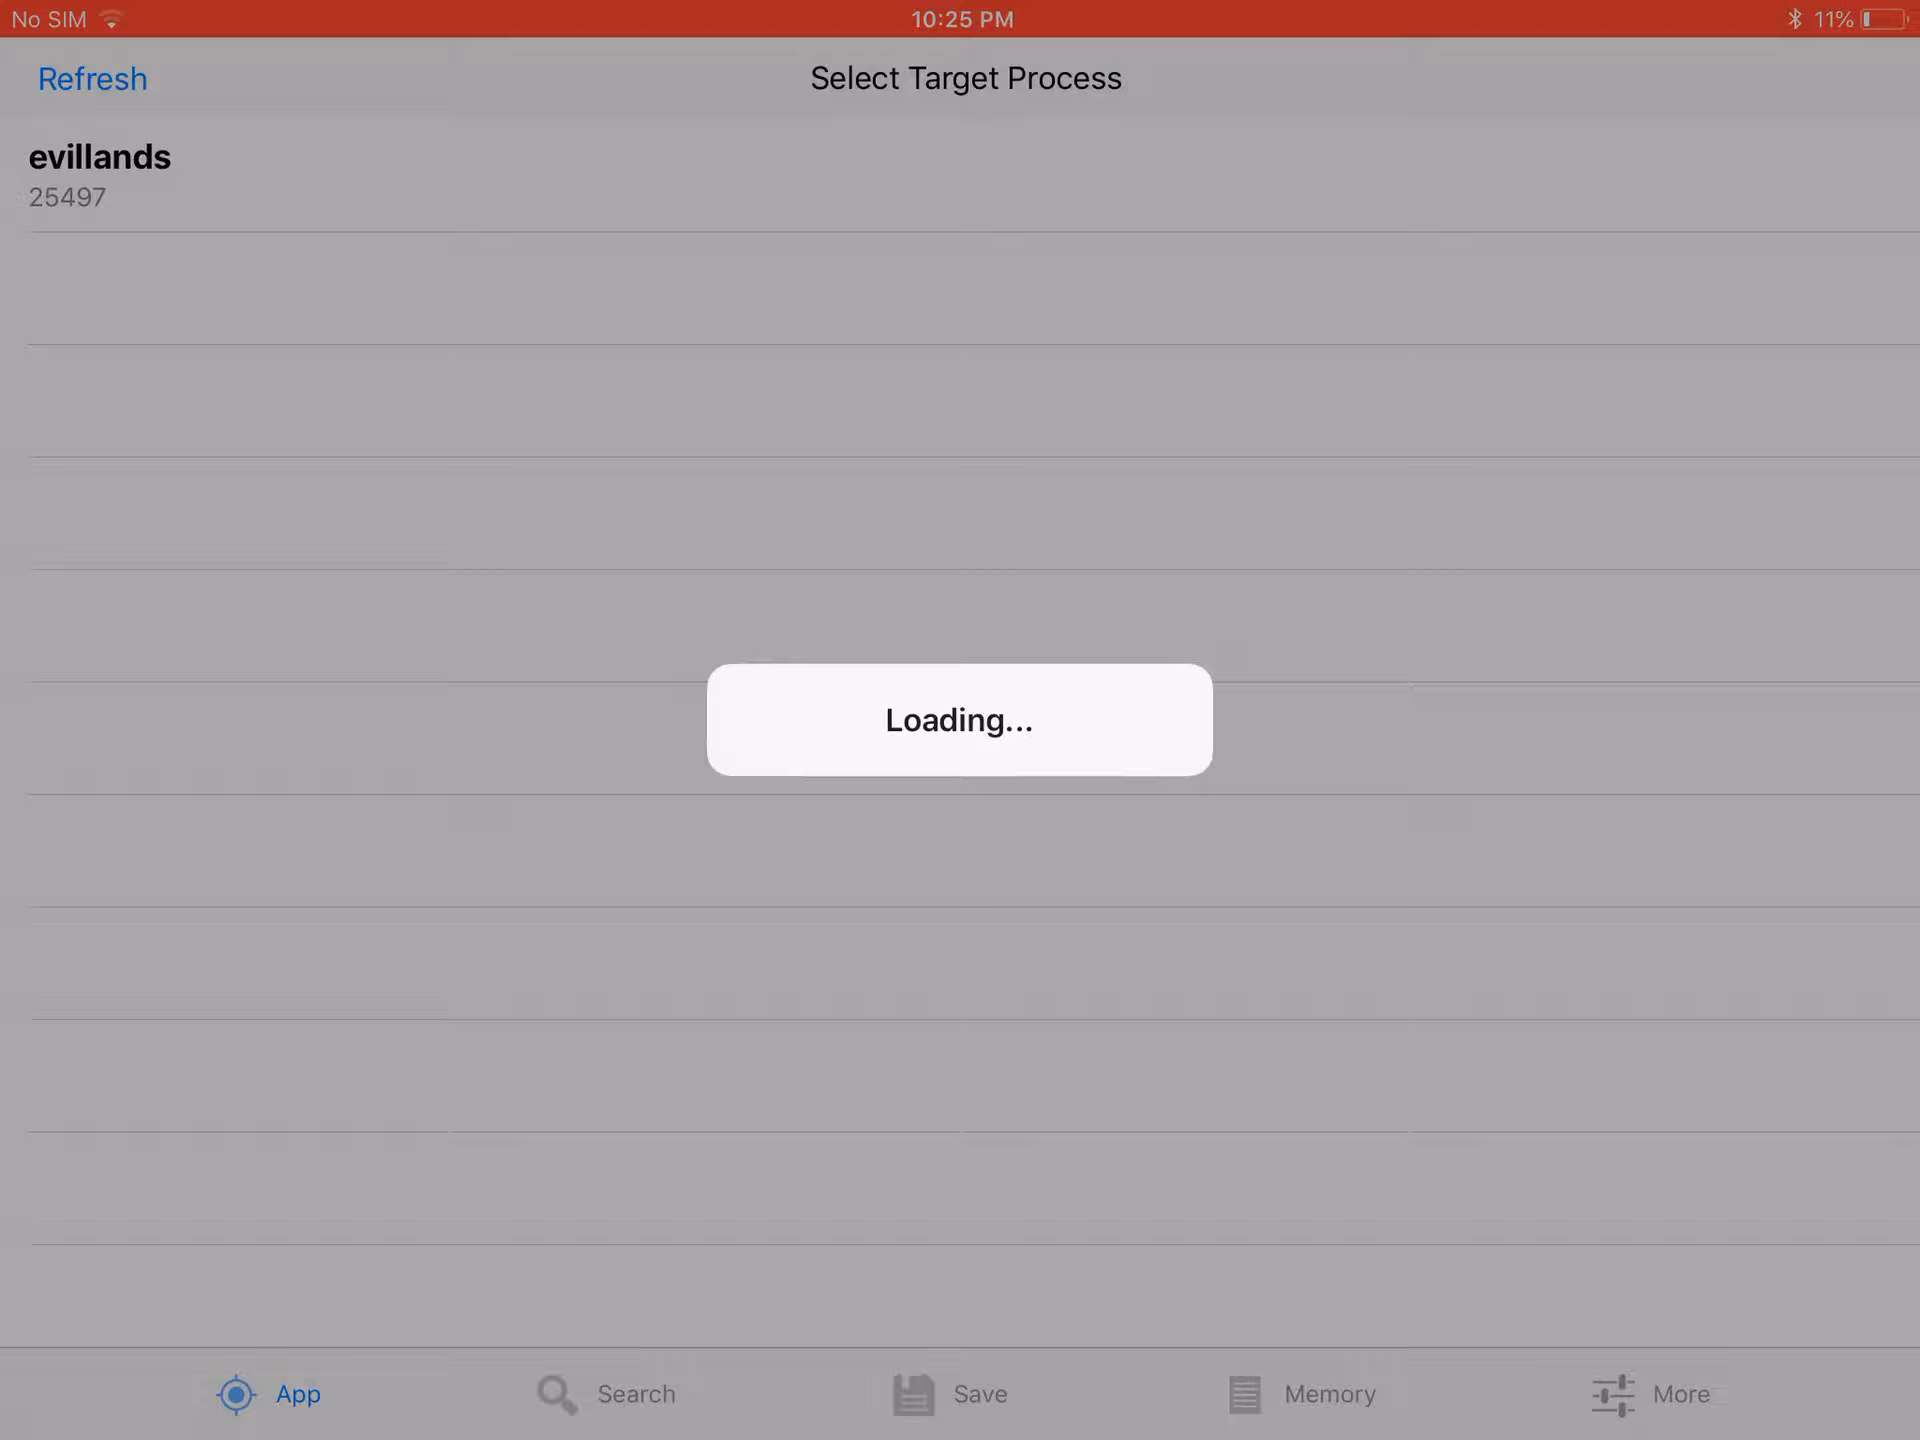 No SIM 10:25 PM 11%
Refresh Select Target Process
evillands
25497
Loading...
App Search Save Memory More